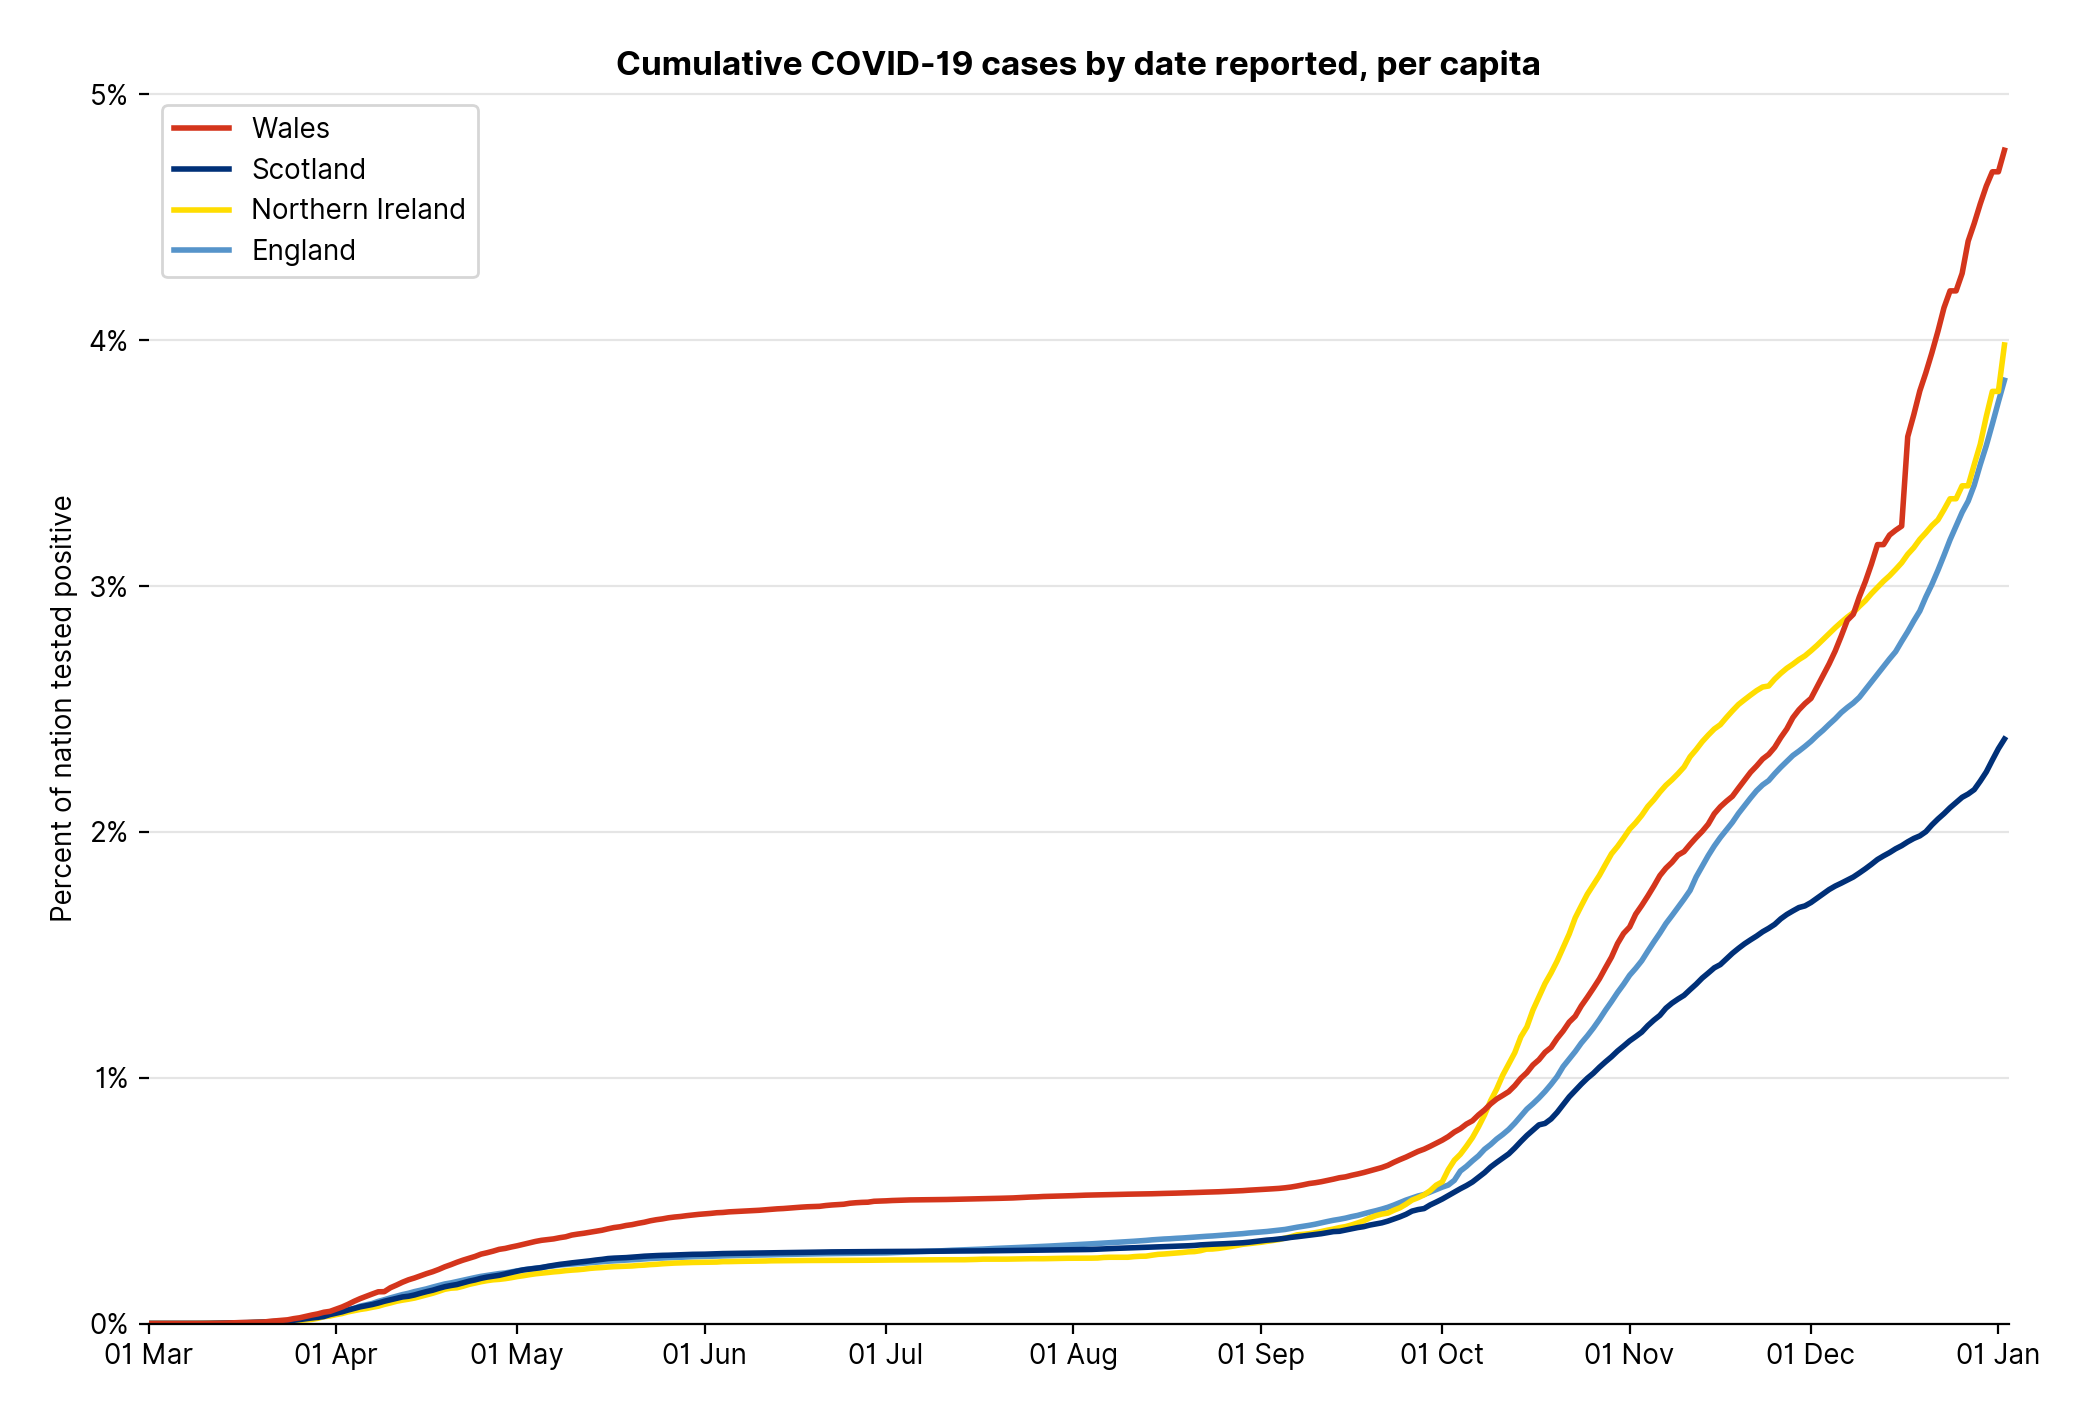 Cumulative COVID-19 cases by date reported, per capita
5%
Wales
Scotland
Northern Ireland
England
4%
3%
Percent of nation tested positive
2%
1%
0%
01 Mar 01 Apr 01 May 01 Jun 01 Jul 01 Aug 01 Sep 01 Oct 01 Nov 01 Dec 01 Jan